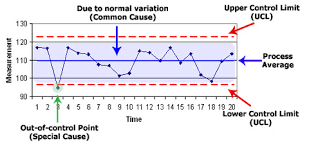 Due to normal variation
(Common Cause)
Upper Control Limit
(UCL)
Measurement
130
120
110
100
90
Process
Average
1 2 3 4 5 6 7 8 9 10 11 12 13 14 15 16 17 18 19 20
Time
Out-of-control Point
(Special Cause)
Lower Control Limit
(UCL)